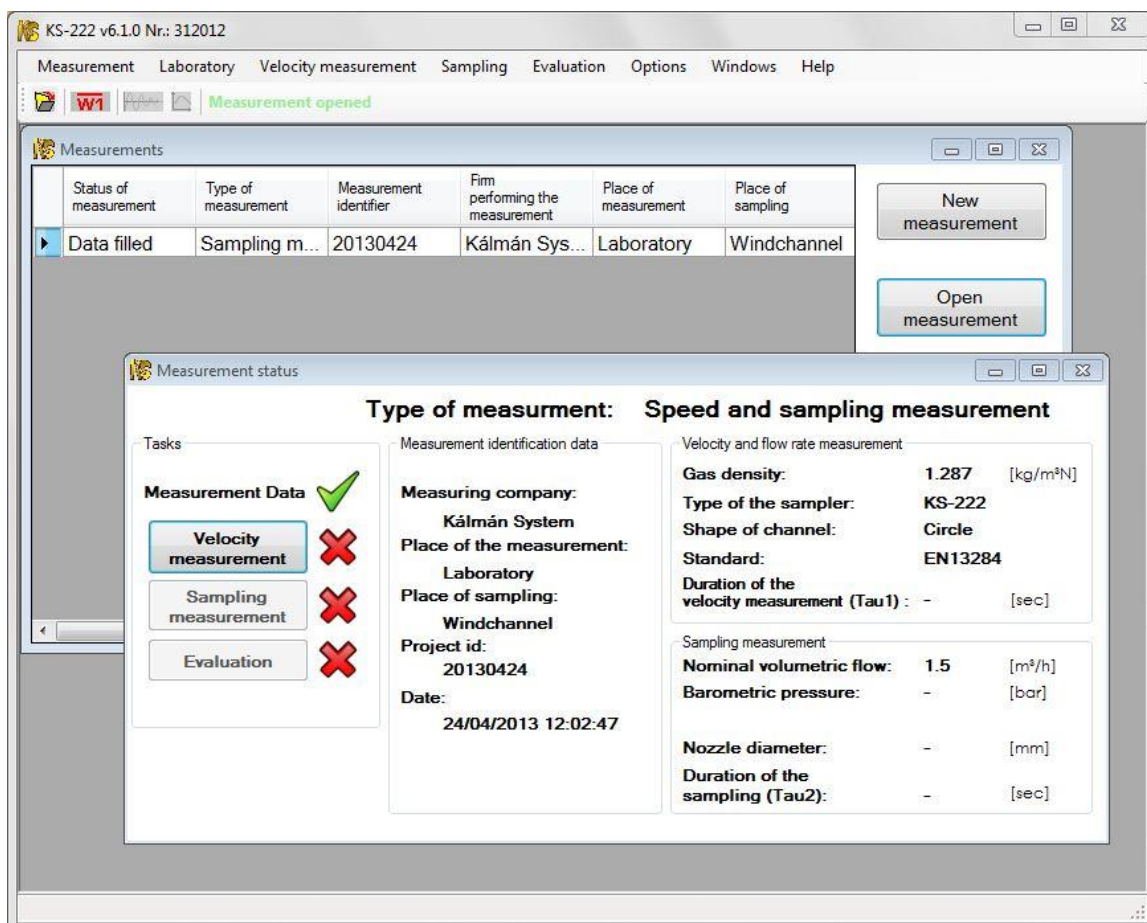 KS-222 v6.1.0 Nr.: 312012
Measurement Laboratory Velocity measurement Sampling Evaluation Options Windows Help
W1 Measurement opened
Measurements
Status of measurement
Type of measurement
Measurement identifier
Firm performing the measurement
Place of measurement
Place of sampling
Data filled Sampling m... 20130424 Kálmán Sys... Laboratory Windchannel
New
measurement
Open
measurement
Measurement status
Type of measurment: Speed and sampling measurement
Tasks
Measurement Data
Velocity
measurement
Sampling
measurement
Evaluation
Measurement identification data
Measuring company:
Kálmán System
Place of the measurement:
Laboratory
Place of sampling:
Windchannel
Project id:
20130424
Date:
24/04/2013 12:02:47
Velocity and flow rate measurement
Gas density: 1.287 [kg/m³N]
Type of the sampler: KS-222
Shape of channel: Circle
Standard: EN13284
Duration of the
velocity measurement (Tau1) : - [sec]
Sampling measurement
Nominal volumetric flow: 1.5 [m³/h]
Barometric pressure: - [bar]
Nozzle diameter: - [mm]
Duration of the
sampling (Tau2): - [sec]